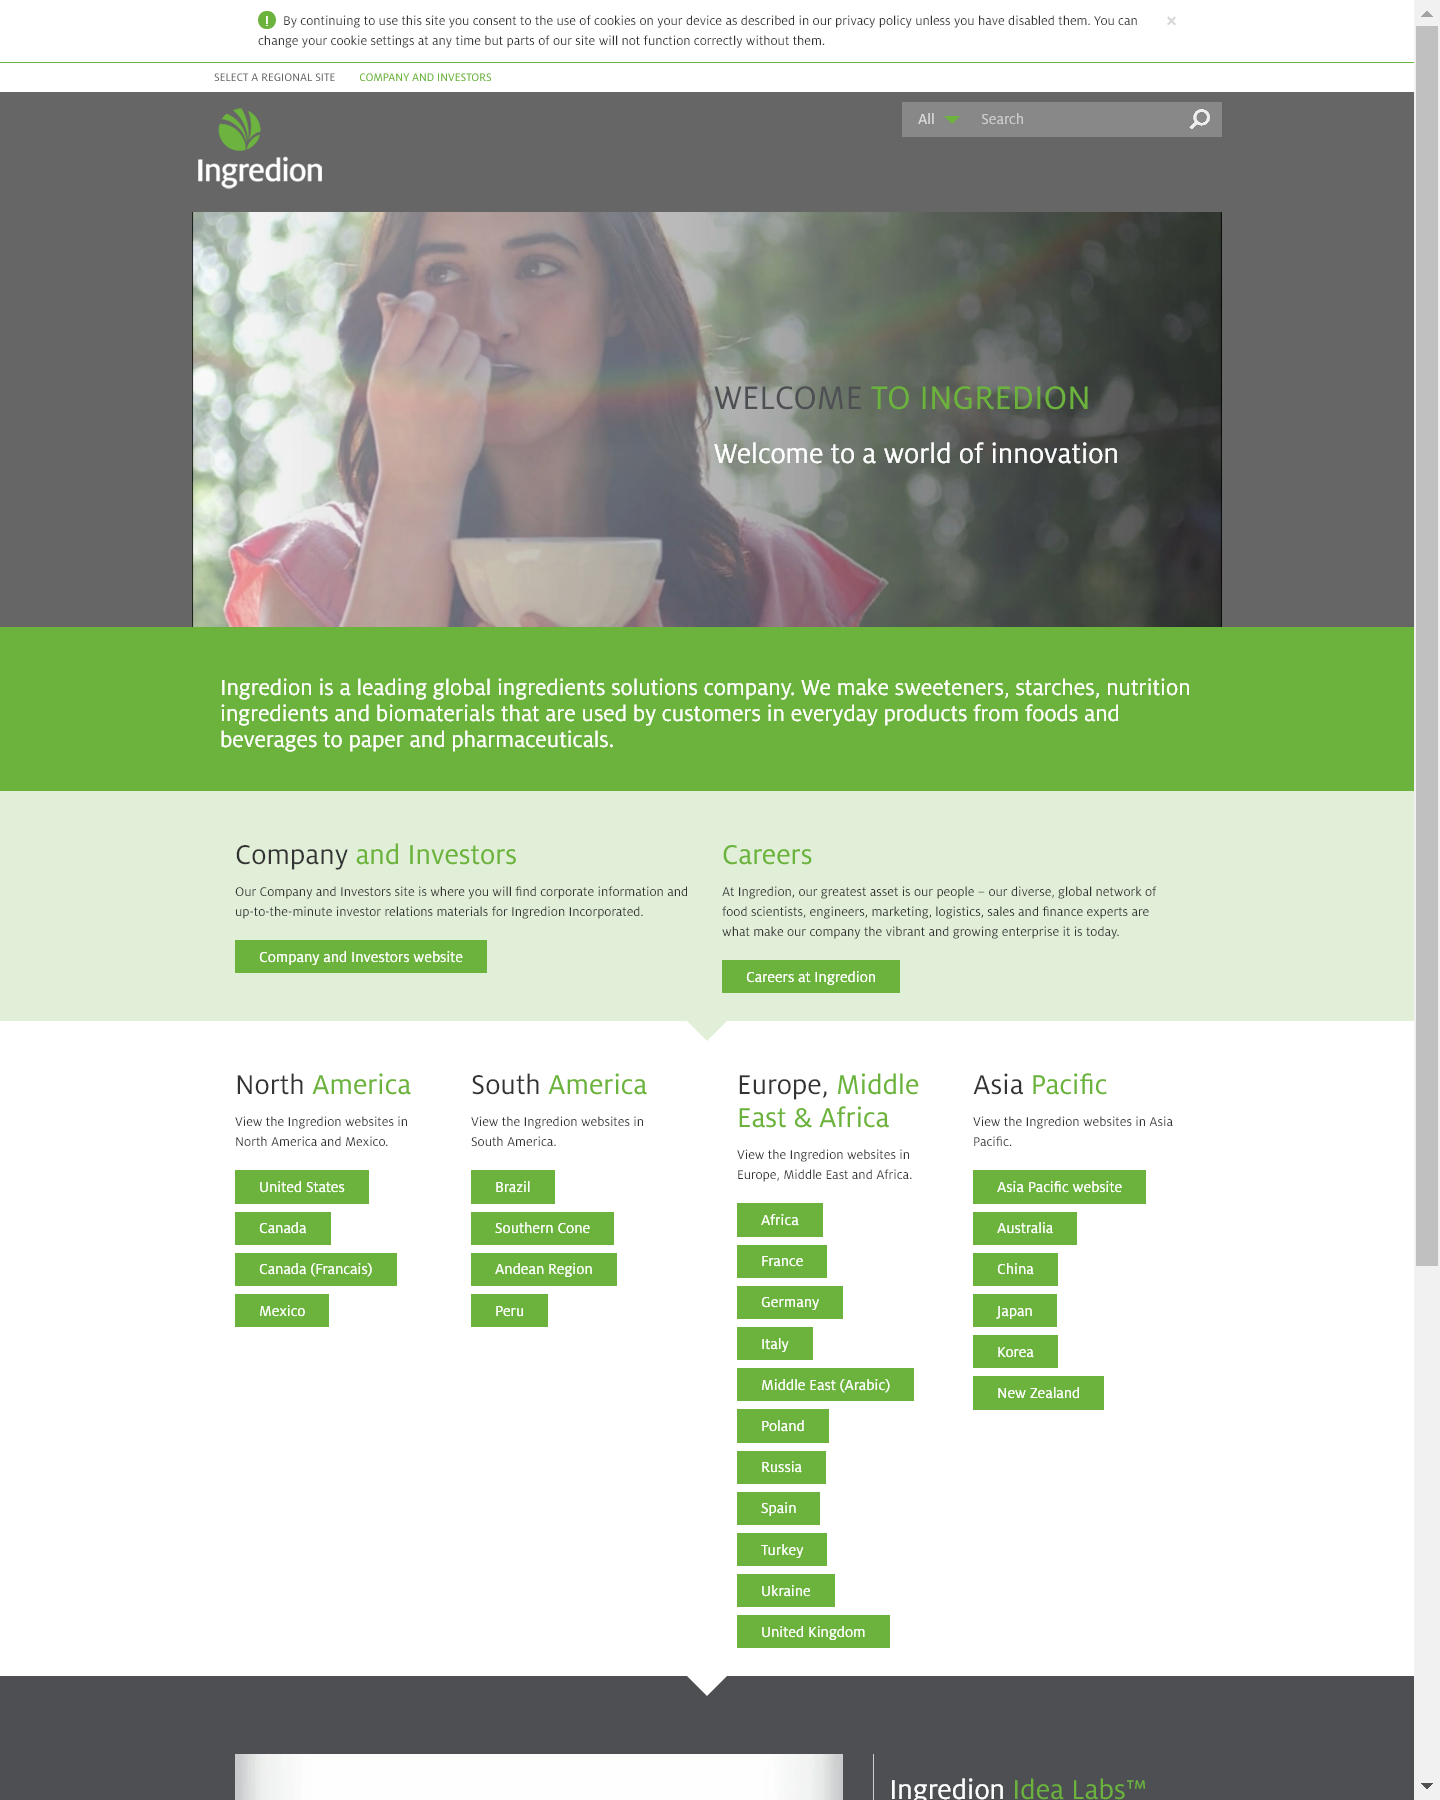 By continuing to use this site you consent to the use of cookies on your device as described in our privacy policy unless you have disabled them. You can
change your cookie settings at any time but parts of our site will not function correctly without them.
×
SELECT A REGIONAL SITE
COMPANY AND INVESTORS
Ingredion
All
Search
WELCOME TO INGREDION
Welcome to a world of innovation
Ingredion is a leading global ingredients solutions company. We make sweeteners, starches, nutrition
ingredients and biomaterials that are used by customers in everyday products from foods and
beverages to paper and pharmaceuticals.
Company and Investors
Our Company and Investors site is where you will find corporate information and
up-to-the-minute investor relations materials for Ingredion Incorporated.
Company and Investors website
Careers
At Ingredion, our greatest asset is our people – our diverse, global network of
food scientists, engineers, marketing, logistics, sales and finance experts are
what make our company the vibrant and growing enterprise it is today.
Careers at Ingredion
North America
View the Ingredion websites in
North America and Mexico.
United States
Canada
Canada (Francais)
Mexico
South America
View the Ingredion websites in
South America.
Brazil
Southern Cone
Andean Region
Peru
Europe, Middle
East & Africa
View the Ingredion websites in
Europe, Middle East and Africa.
Africa
France
Germany
Italy
Middle East (Arabic)
Poland
Russia
Spain
Turkey
Ukraine
United Kingdom
Asia Pacific
View the Ingredion websites in Asia
Pacific.
Asia Pacific website
Australia
China
Japan
Korea
New Zealand
Ingredion Idea Labs™